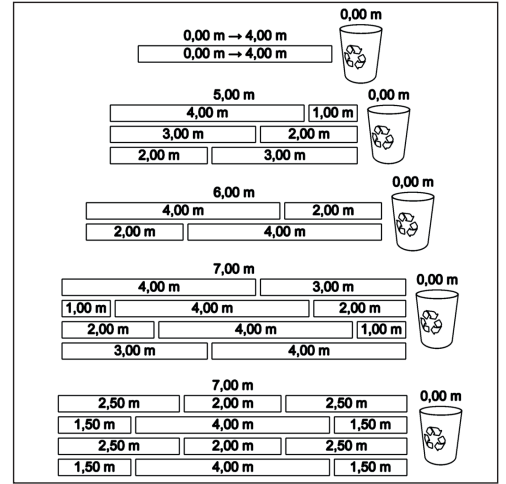 0,00 m
0,00 m → 4,00 m
0,00 m → 4,00 m
5,00 m 0,00 m
4,00 m 1,00 m
3,00 m 2,00 m
2,00 m 3,00 m
6,00 m 0,00 m
4,00 m 2,00 m
2,00 m 4,00 m
7,00 m 0,00 m
4,00 m 3,00 m
1,00 m 4,00 m 2,00 m
2,00 m 4,00 m 1,00 m
3,00 m 4,00 m
7,00 m 0,00 m
2,50 m 2,00 m 2,50 m
1,50 m 4,00 m 1,50 m
2,50 m 2,00 m 2,50 m
1,50 m 4,00 m 1,50 m